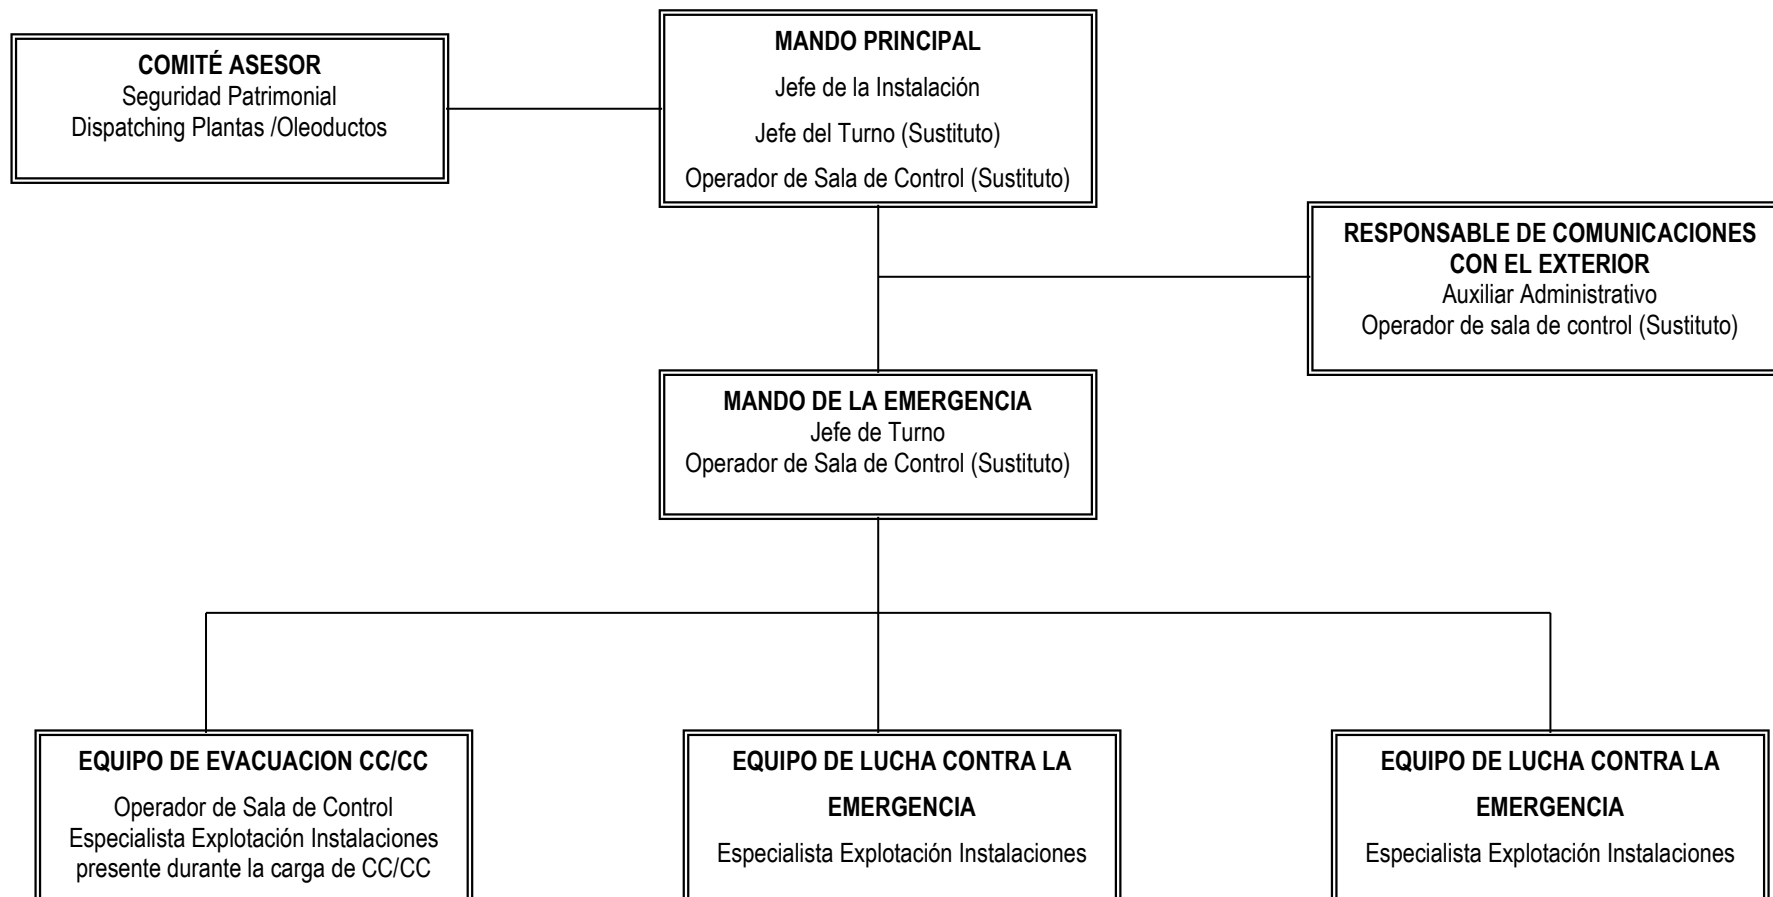 COMITÉ ASESOR
Seguridad Patrimonial
Dispatching Plantas /Oleoductos
MANDO PRINCIPAL
Jefe de la Instalación
Jefe del Turno (Sustituto)
Operador de Sala de Control (Sustituto)
RESPONSABLE DE COMUNICACIONES
CON EL EXTERIOR
Auxiliar Administrativo
Operador de sala de control (Sustituto)
MANDO DE LA EMERGENCIA
Jefe de Turno
Operador de Sala de Control (Sustituto)
EQUIPO DE EVACUACION CC/CC
Operador de Sala de Control
Especialista Explotación Instalaciones
presente durante la carga de CC/CC
EQUIPO DE LUCHA CONTRA LA
EMERGENCIA
Especialista Explotación Instalaciones
EQUIPO DE LUCHA CONTRA LA
EMERGENCIA
Especialista Explotación Instalaciones